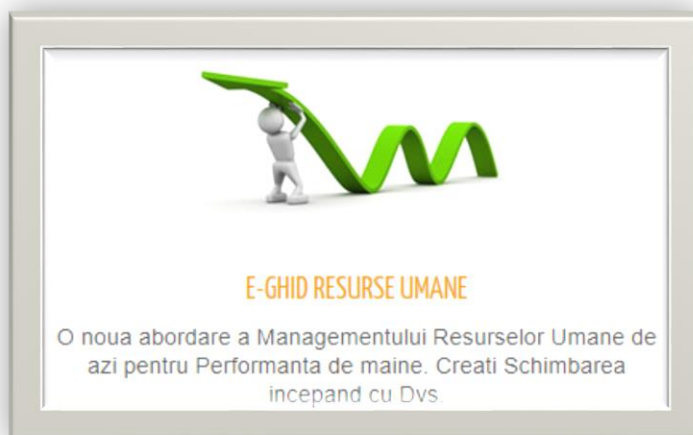 E-GHID RESURSE UMANE
O noua abordare a Managementului Resurselor Umane de
azi pentru Performanta de maine. Creati Schimbarea
incepand cu Dvs.